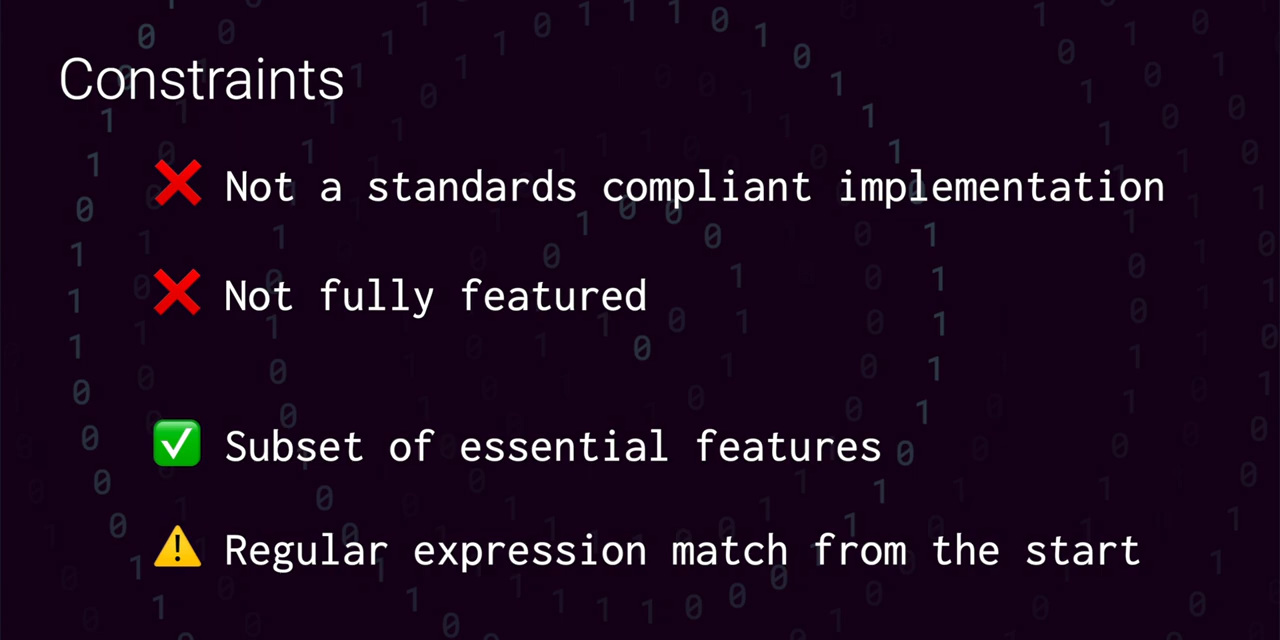 Constraints
❌ Not a standards compliant implementation
❌ Not fully featured
✅ Subset of essential features
⚠️ Regular expression match from the start